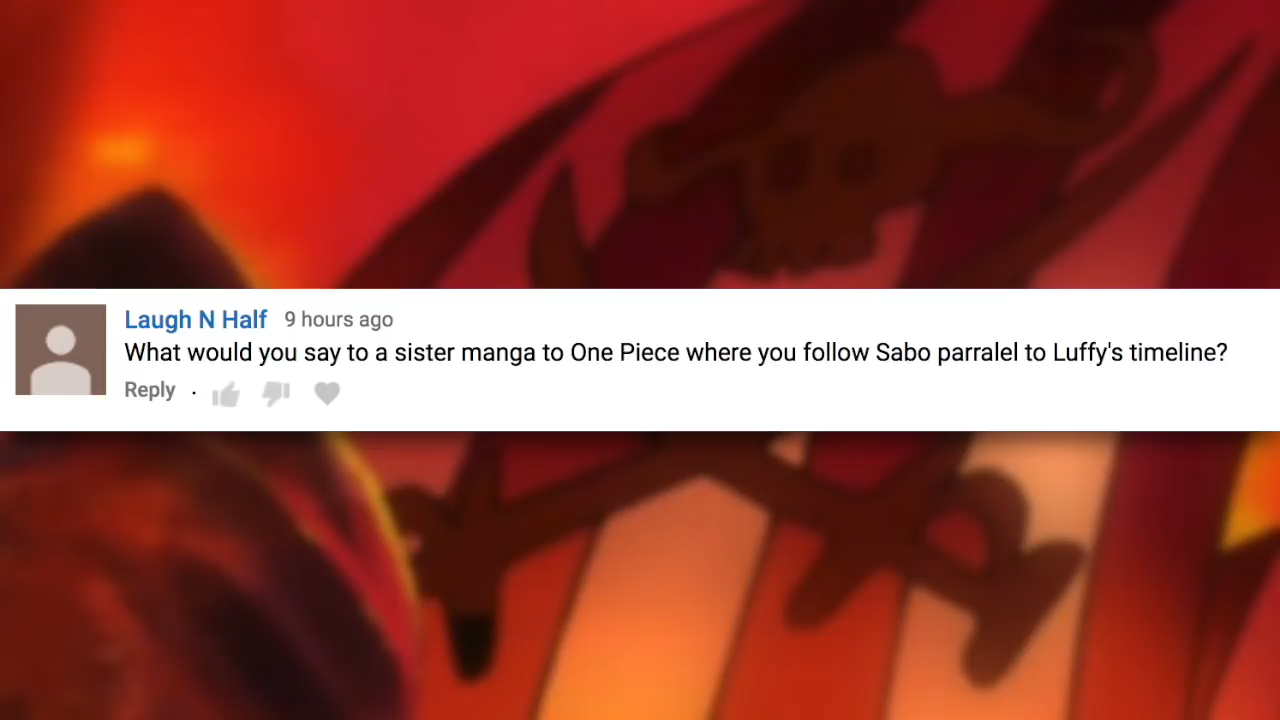 Laugh N Half 9 hours ago
What would you say to a sister manga to One Piece where you follow Sabo parralel to Luffy's timeline?
Reply ·